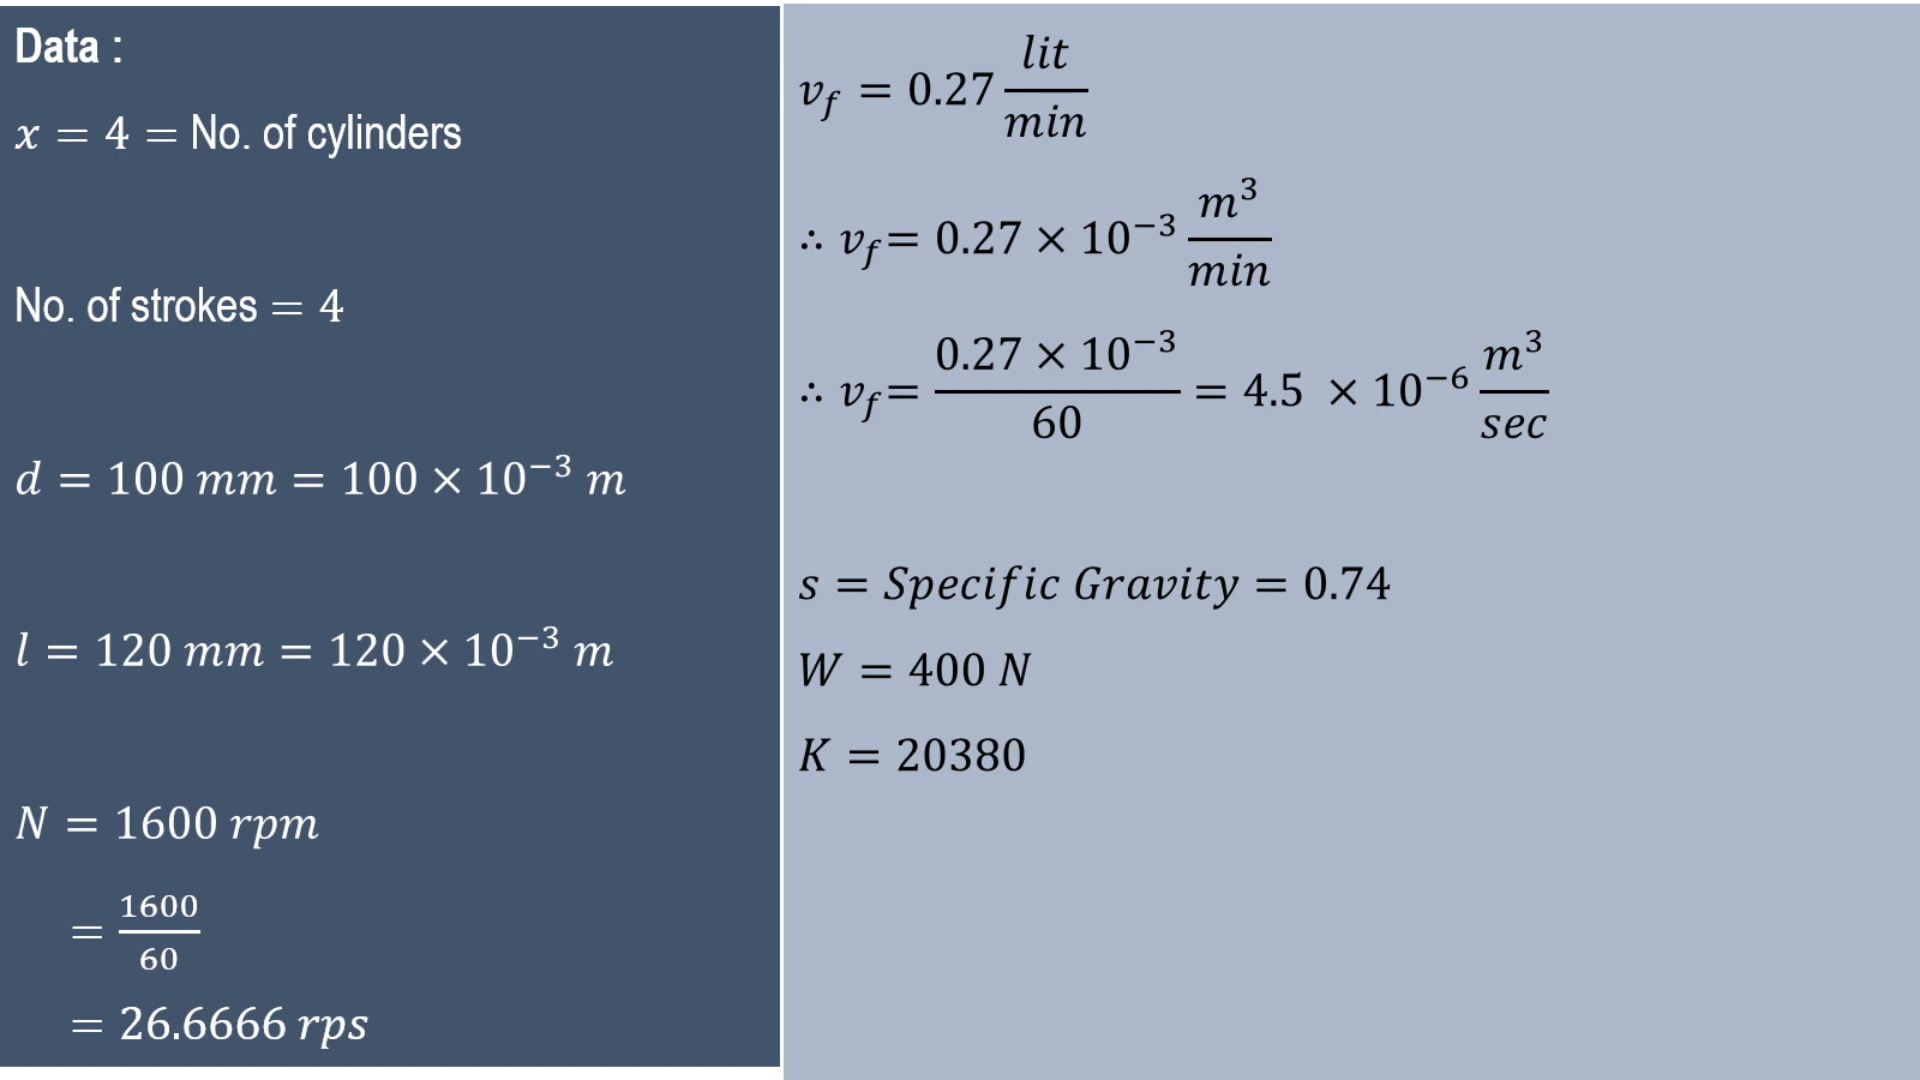 Data :
x = 4 = No. of cylinders
No. of strokes = 4
d = 100 mm = 100 × 10⁻³ m
l = 120 mm = 120 × 10⁻³ m
N = 1600 rpm
= 1600/60
= 26.6666 rps
v_f = 0.27 lit/min
∴ v_f = 0.27 × 10⁻³ m³/min
∴ v_f = (0.27 × 10⁻³)/60 = 4.5 × 10⁻⁶ m³/sec
s = Specific Gravity = 0.74
W = 400 N
K = 20380